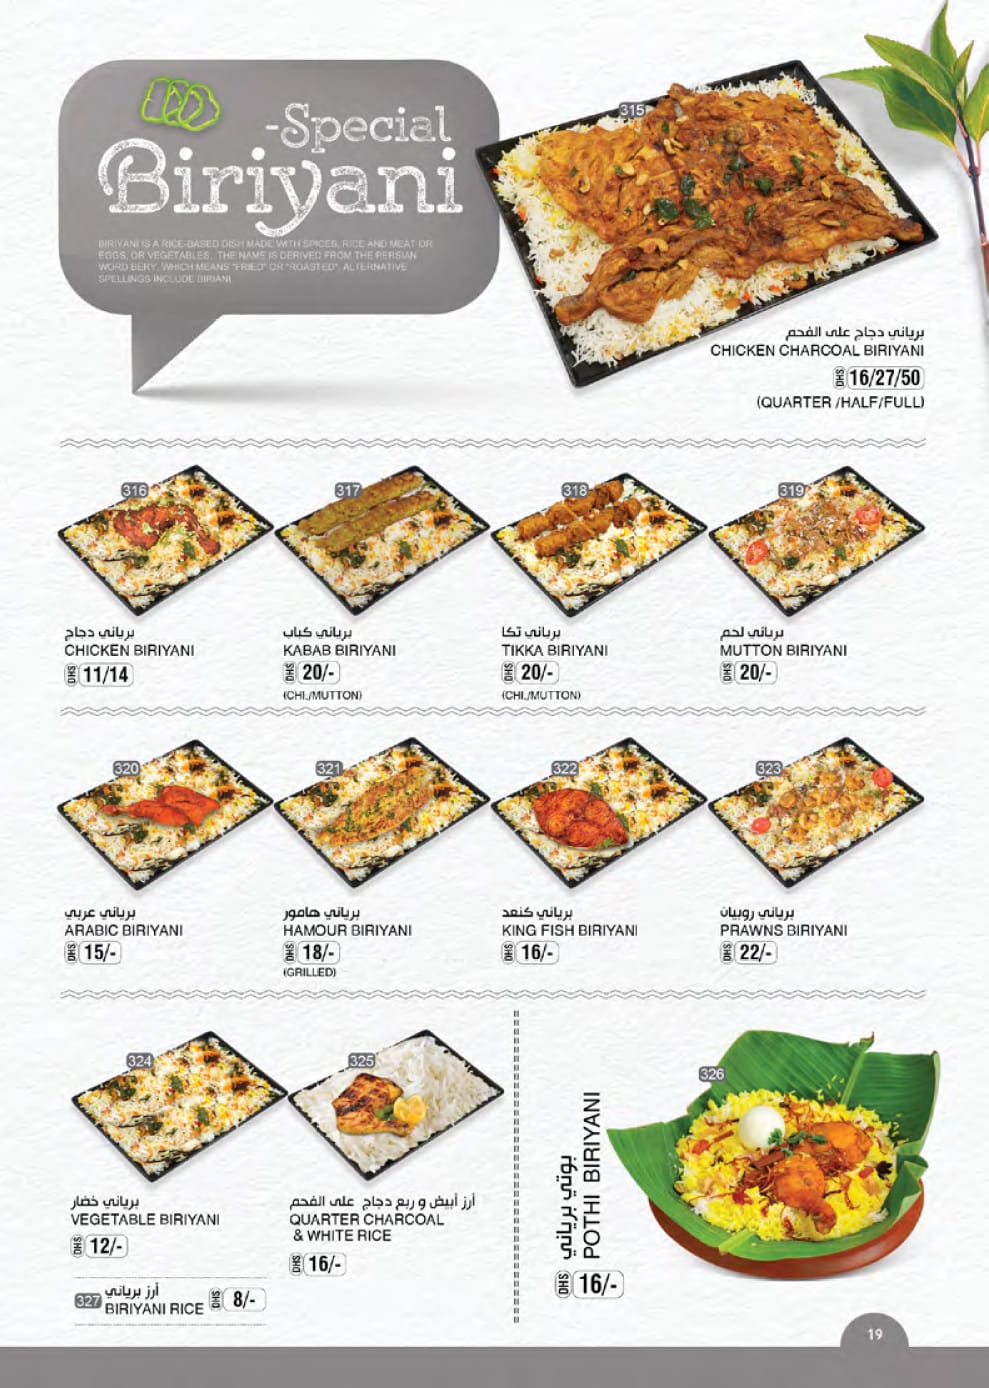 -Special
Biriyani
BIRIYANI IS A RICE-BASED DISH MADE WITH SPICES, RICE AND MEAT OR
EGGS, OR VEGETABLES. THE NAME IS DERIVED FROM THE PERSIAN
WORD BERY, WHICH MEANS "FRIED" OR "ROASTED". ALTERNATIVE
SPELLINGS INCLUDE BIRIANI
315
برياني دجاج على الفحم
CHICKEN CHARCOAL BIRIYANI
DHS 16/27/50
(QUARTER /HALF/FULL)
316
برياني دجاج
CHICKEN BIRIYANI
DHS 11/14
317
برياني كباب
KABAB BIRIYANI
DHS 20/-
(CHI./MUTTON)
318
برياني تكا
TIKKA BIRIYANI
DHS 20/-
(CHI./MUTTON)
319
برياني لحم
MUTTON BIRIYANI
DHS 20/-
320
برياني عربي
ARABIC BIRIYANI
DHS 15/-
321
برياني هامور
HAMOUR BIRIYANI
DHS 18/-
(GRILLED)
322
برياني كنعد
KING FISH BIRIYANI
DHS 16/-
323
برياني روبيان
PRAWNS BIRIYANI
DHS 22/-
324
برياني خضار
VEGETABLE BIRIYANI
DHS 12/-
325
أرز أبيض و ربع دجاج على الفحم
QUARTER CHARCOAL
& WHITE RICE
DHS 16/-
326
بوتي برياني
POTHI BIRIYANI
DHS 16/-
327
أرز برياني
BIRIYANI RICE
DHS 8/-
19